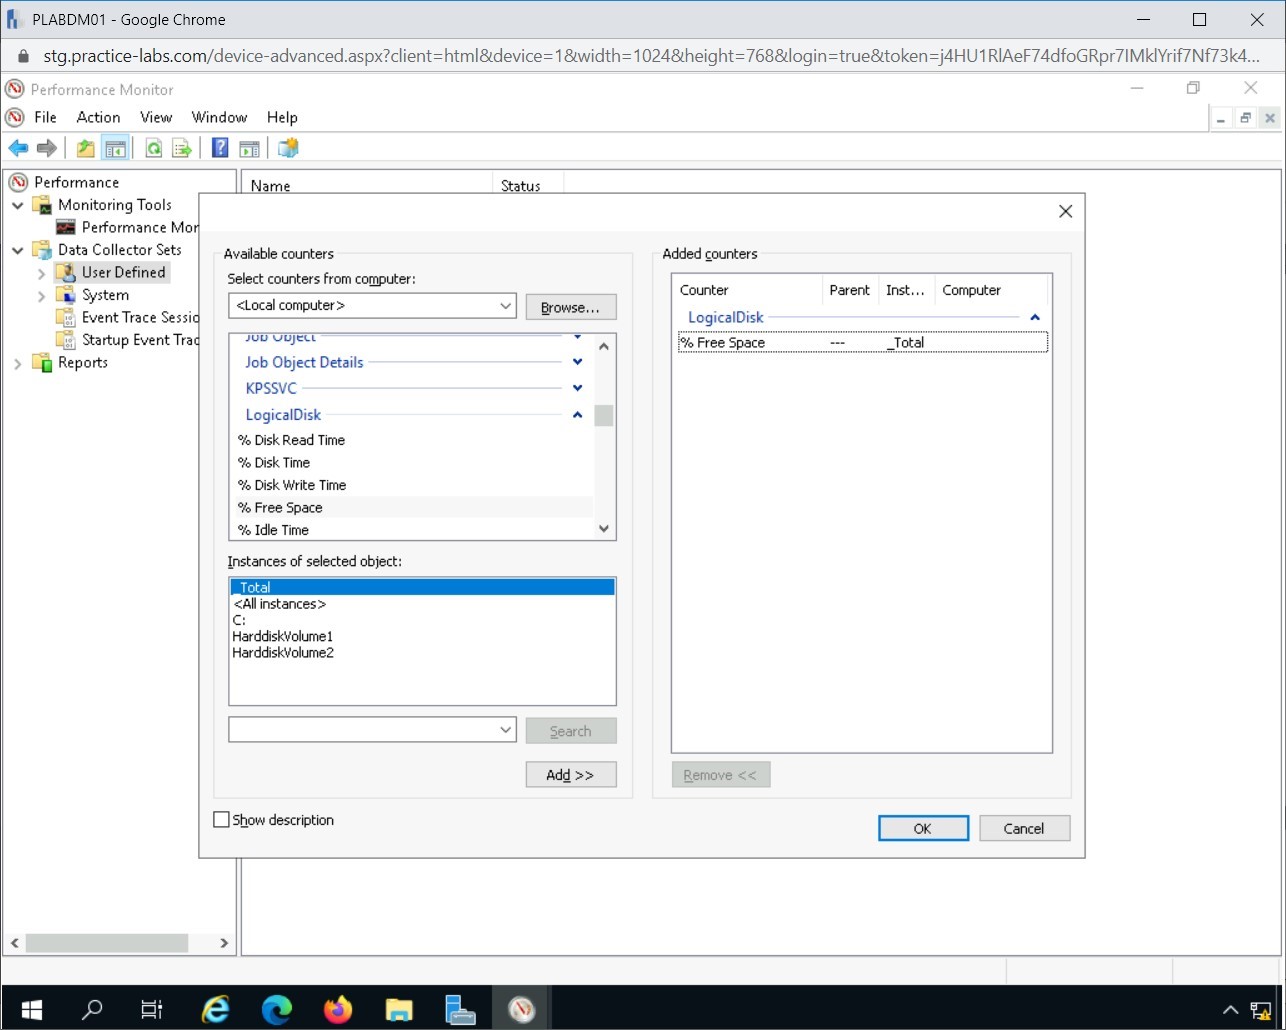 PLABDM01 - Google Chrome
stg.practice-labs.com/device-advanced.aspx?client=html&device=1&width=1024&height=768&login=true&token=j4HU1RlAeF74dfoGRpr7IMklYrif7Nf73k4...
Performance Monitor
File Action View Window Help
Performance
Monitoring Tools
Performance Mor
Data Collector Sets
User Defined
System
Event Trace Sessio
Startup Event Trac
Reports
Name Status
Available counters
Select counters from computer:
<Local computer>
Browse...
Job Object
Job Object Details
KPSSVC
LogicalDisk
% Disk Read Time
% Disk Time
% Disk Write Time
% Free Space
% Idle Time
Instances of selected object:
_Total
<All instances>
C:
HarddiskVolume1
HarddiskVolume2
Search
Add >>
Show description
Added counters
Counter Parent Inst... Computer
LogicalDisk
% Free Space --- _Total
Remove <<
OK Cancel